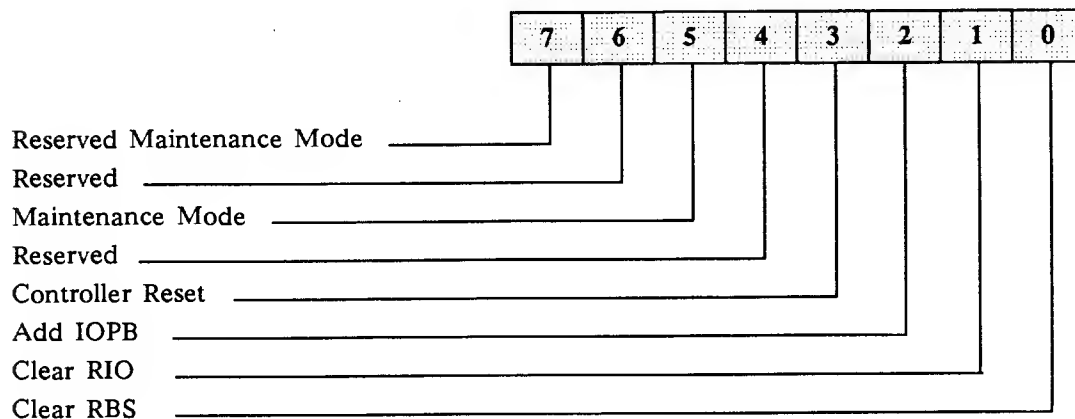 7 6 5 4 3 2 1 0
Reserved Maintenance Mode
Reserved
Maintenance Mode
Reserved
Controller Reset
Add IOPB
Clear RIO
Clear RBS